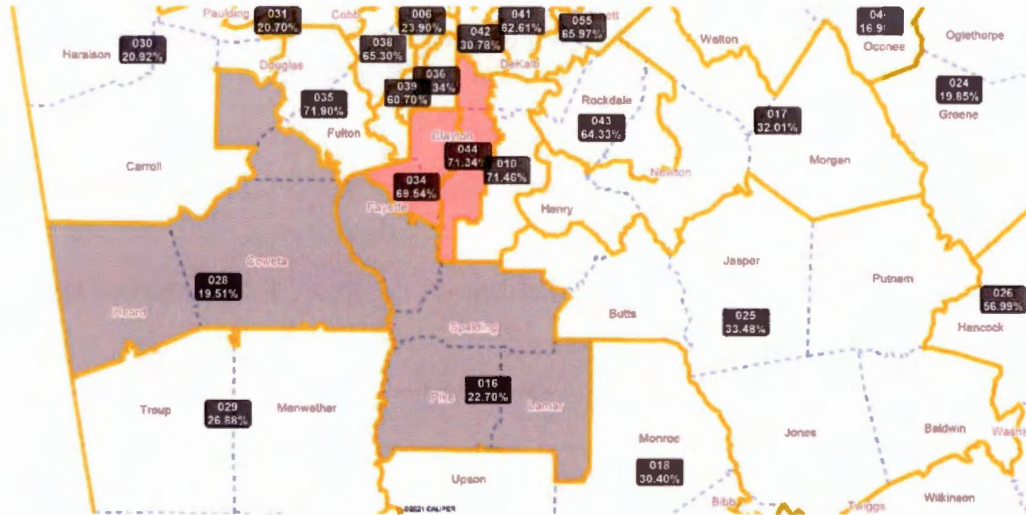 Paulding
031
20.70%
Cobb
006
23.90%
042
30.78%
041
62.61%
055
65.97%
16.9
Oconee
Oglethorpe
Haralson
030
20.92%
Douglas
038
65.30%
DeKalb
Walton
024
19.85%
Greene
036
34%
039
60.70%
035
71.90%
Fulton
Rockdale
043
64.33%
017
32.01%
Clayton
Carroll
044
71.34%
010
71.46%
Morgan
Newton
034
69.54%
Fayette
Henry
Coweta
028
19.51%
Heard
Jasper
Putnam
Butts
025
33.48%
026
56.99%
Hancock
Spalding
Troup
029
26.88%
Meriwether
Pike
016
22.70%
Lamar
Monroe
018
30.40%
Jones
Baldwin
Upson
©2021 CALIPER
Bibb
Twiggs
Wilkinson